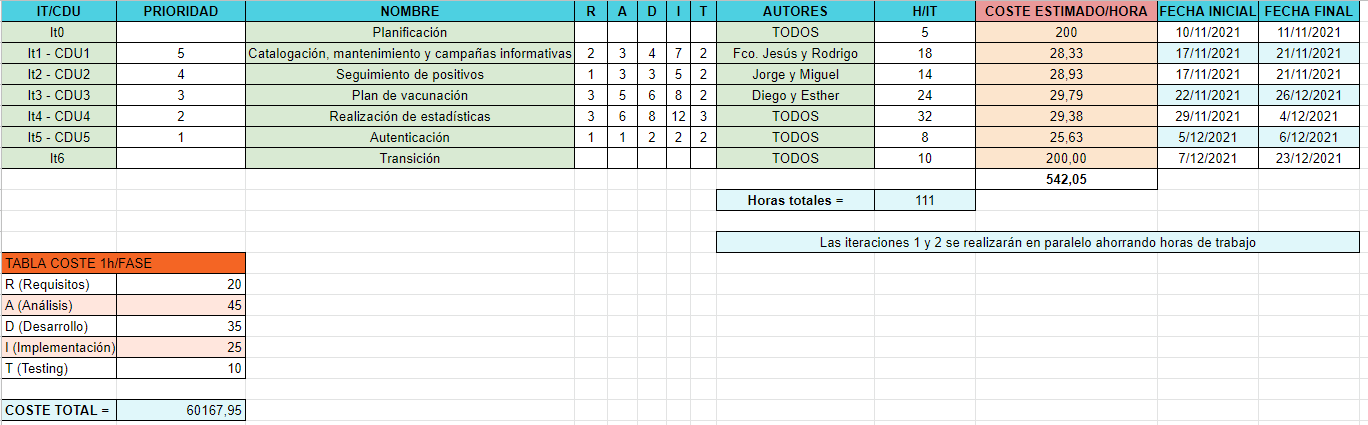 IT/CDU PRIORIDAD NOMBRE R A D I T AUTORES H/IT COSTE ESTIMADO/HORA FECHA INICIAL FECHA FINAL
It0 Planificación TODOS 5 200 10/11/2021 11/11/2021
It1 - CDU1 5 Catalogación, mantenimiento y campañas informativas 2 3 4 7 2 Fco. Jesús y Rodrigo 18 28,33 17/11/2021 21/11/2021
It2 - CDU2 4 Seguimiento de positivos 1 3 3 5 2 Jorge y Miguel 14 28,93 17/11/2021 21/11/2021
It3 - CDU3 3 Plan de vacunación 3 5 6 8 2 Diego y Esther 24 29,79 22/11/2021 26/12/2021
It4 - CDU4 2 Realización de estadísticas 3 6 8 12 3 TODOS 32 29,38 29/11/2021 4/12/2021
It5 - CDU5 1 Autenticación 1 1 2 2 2 TODOS 8 25,63 5/12/2021 6/12/2021
It6 Transición TODOS 10 200,00 7/12/2021 23/12/2021
542,05
Horas totales = 111
Las iteraciones 1 y 2 se realizarán en paralelo ahorrando horas de trabajo
TABLA COSTE 1h/FASE
R (Requisitos) 20
A (Análisis) 45
D (Desarrollo) 35
I (Implementación) 25
T (Testing) 10
COSTE TOTAL = 60167,95